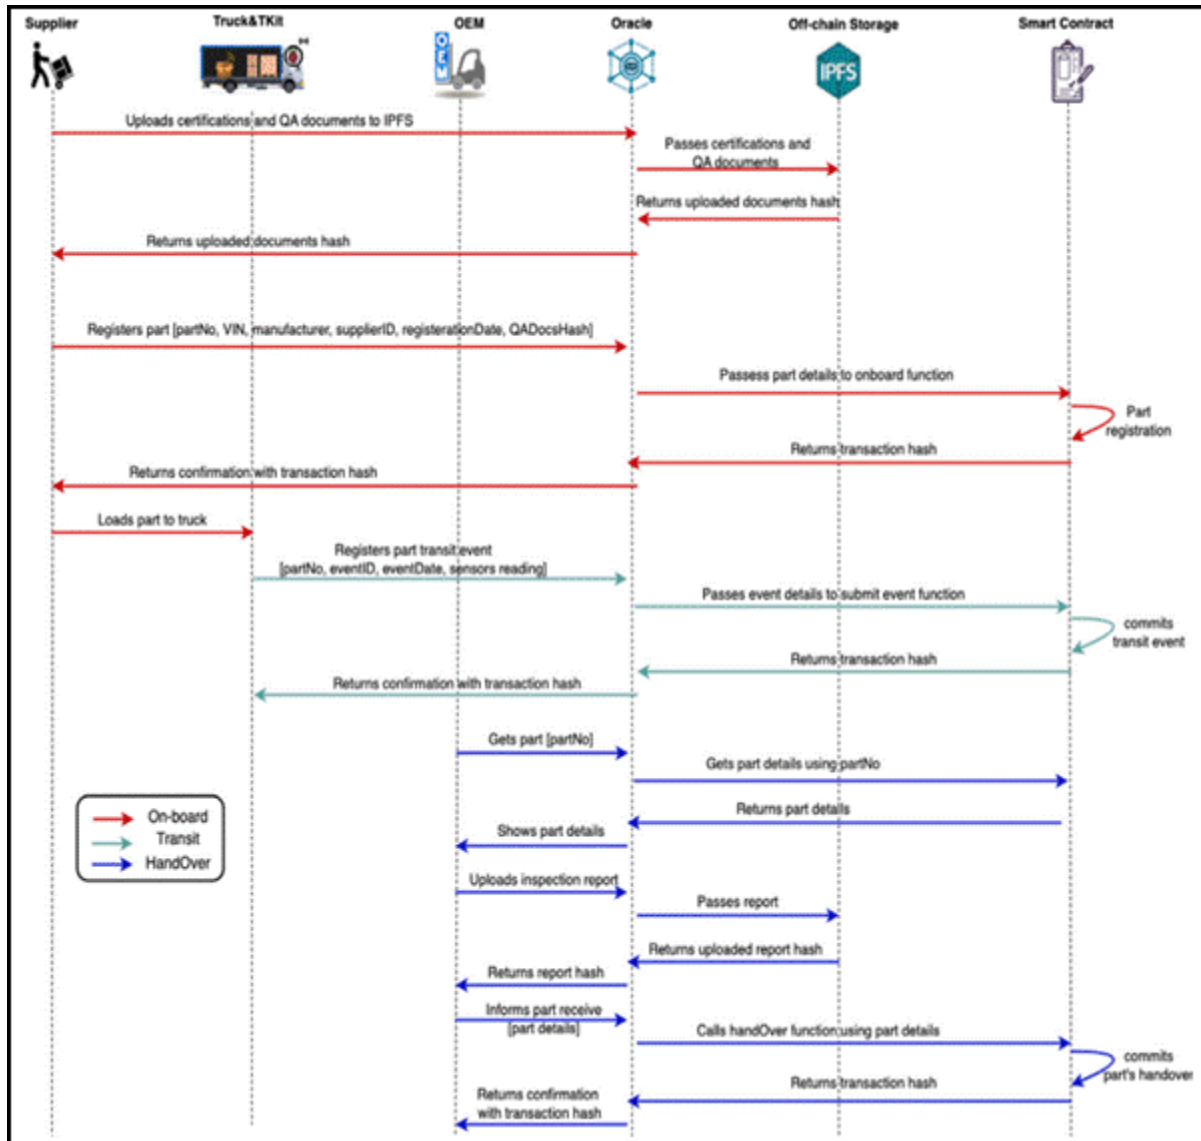 Supplier
Truck&TKit
OEM
Oracle
Off-chain Storage
Smart Contract
OEM
IPFS
Uploads certifications and QA documents to IPFS
Passes certifications and
QA documents
Returns uploaded documents hash
Returns uploaded documents hash
Registers part [partNo, VIN, manufacturer, supplierID, registerationDate, QADocsHash]
Passess part details to onboard function
Part
registration
Returns transaction hash
Returns confirmation with transaction hash
Loads part to truck
Registers part transit event
[partNo, eventID, eventDate, sensors reading]
Passes event details to submit event function
commits
transit event
Returns transaction hash
Returns confirmation with transaction hash
Gets part [partNo]
Gets part details using partNo
Returns part details
Shows part details
On-board
Transit
HandOver
Uploads inspection report
Passes report
Returns uploaded report hash
Returns report hash
Informs part receive
[part details]
Calls handOver function using part details
commits
part's handover
Returns transaction hash
Returns confirmation
with transaction hash